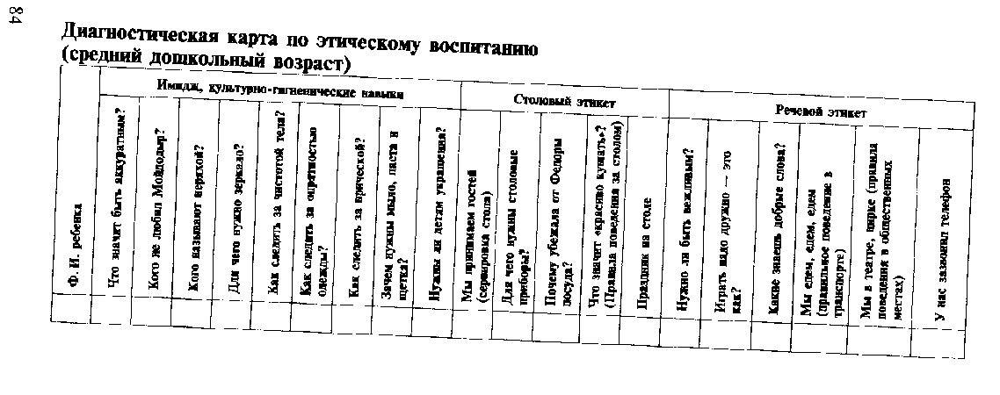 84
Диагностическая карта по этическому воспитанию
(средний дошкольный возраст)
Ф. И. ребенка
Имидж, культурно-гигиенические навыки
Что значит быть аккуратным?
Кого не любил Мойдодыр?
Кого называют неряхой?
Для чего нужно зеркало?
Как следить за чистотой тела?
Как следить за опрятностью
одежды?
Как следить за прической?
Зачем нужны мыло, паста и
щетка?
Нужны ли детям украшения?
Столовый этикет
Мы принимаем гостей
(сервировка стола)
Для чего нужны столовые
приборы?
Почему убежала от Федоры
посуда?
Что значит «красиво кушать»?
(Правила поведения за столом)
Праздник на столе
Речевой этикет
Нужно ли быть вежливым?
Играть надо дружно — это
как?
Какие знаешь добрые слова?
Мы едем, едем, едем
(правильное поведение в
транспорте)
Мы в театре, цирке (правила
поведения в общественных
местах)
У нас зазвонил телефон